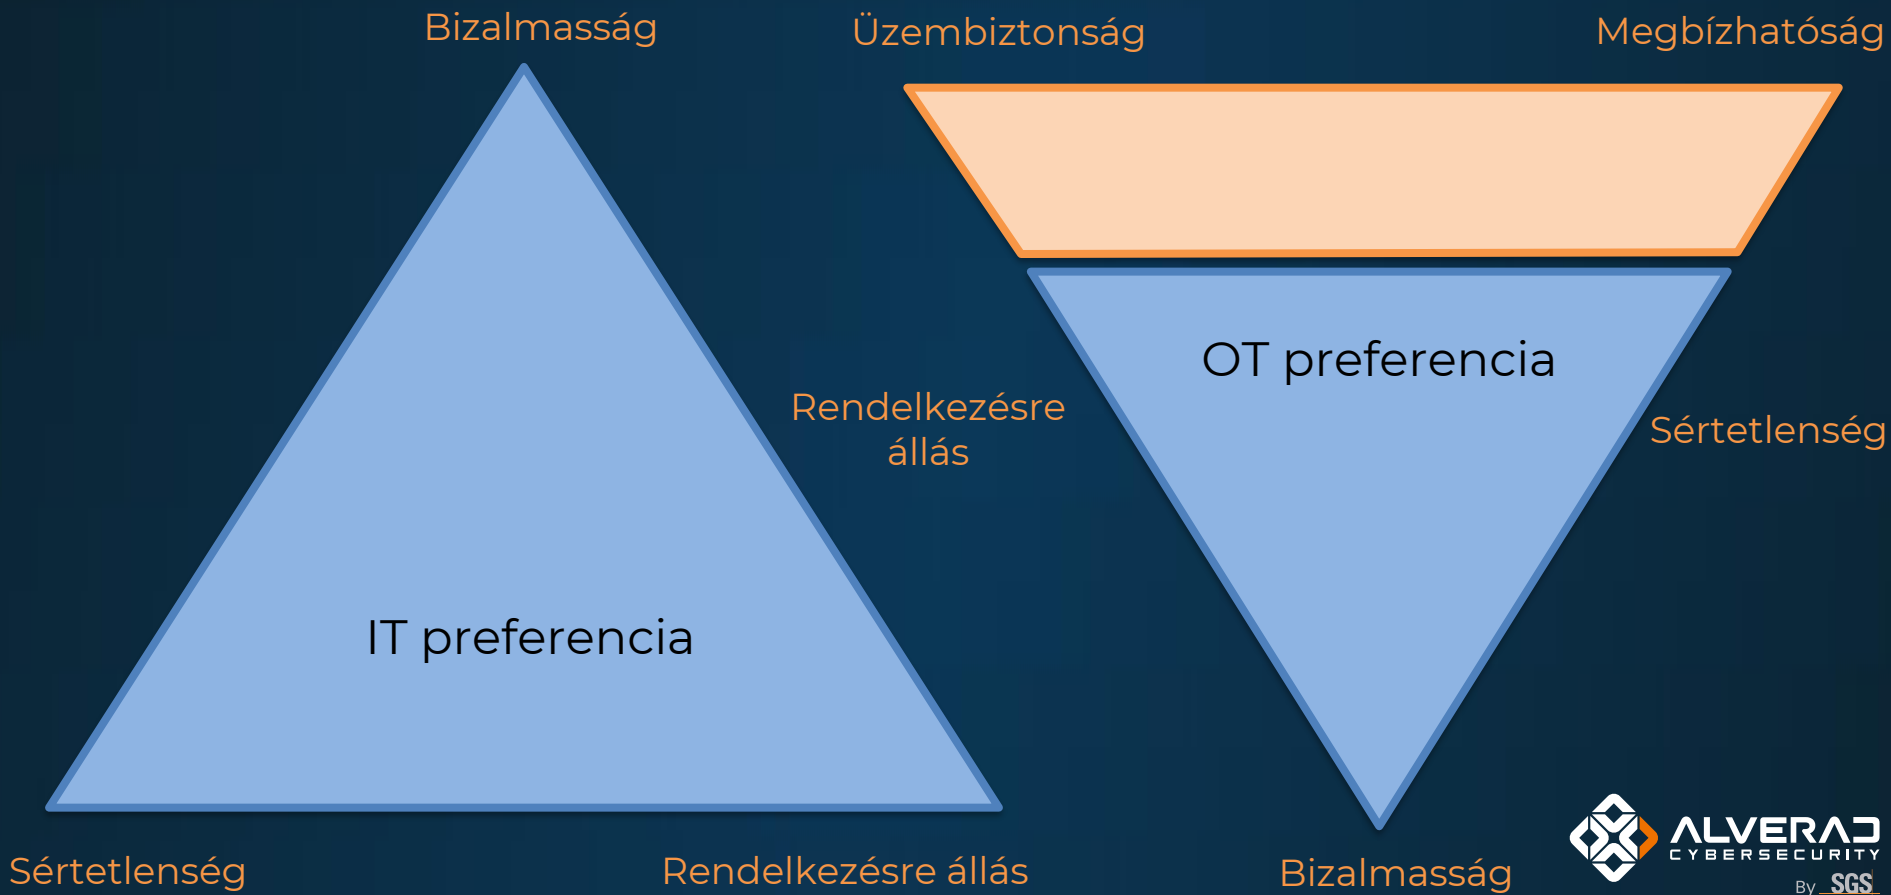 Bizalmasság
Üzembiztonság
Megbízhatóság
OT preferencia
Rendelkezésre
állás
Sértetlenség
IT preferencia
Sértetlenség
Rendelkezésre állás
Bizalmasság
ALVERAD
CYBERSECURITY
By SGS